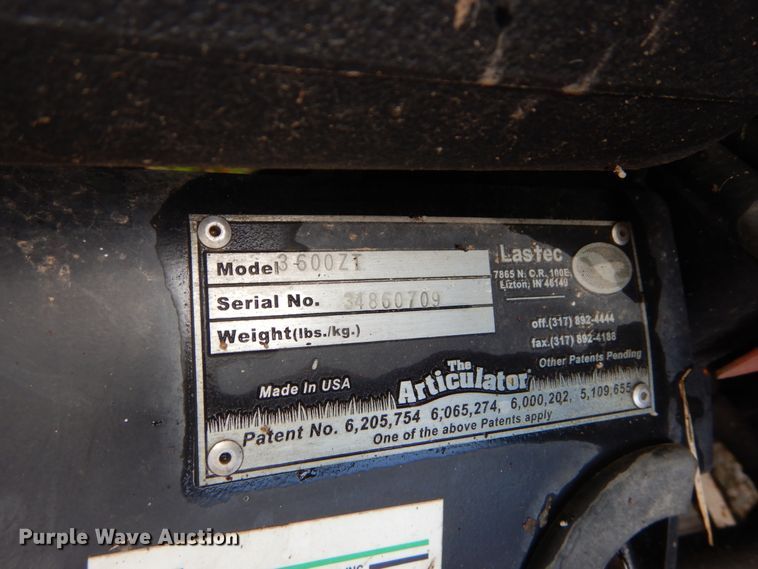 Model 3600ZT
Serial No. 34860709
Weight(lbs./kg.)
Lastec
7865 N. C.R. 100E
Lizton, IN 46149
off.(317) 892-4444
fax.(317) 892-4188
Made In USA
The
Articulator
Other Patents Pending
Patent No. 6,205,754 6,065,274, 6,000,202, 5,109,655
One of the above Patents apply
INC.
Purple Wave Auction